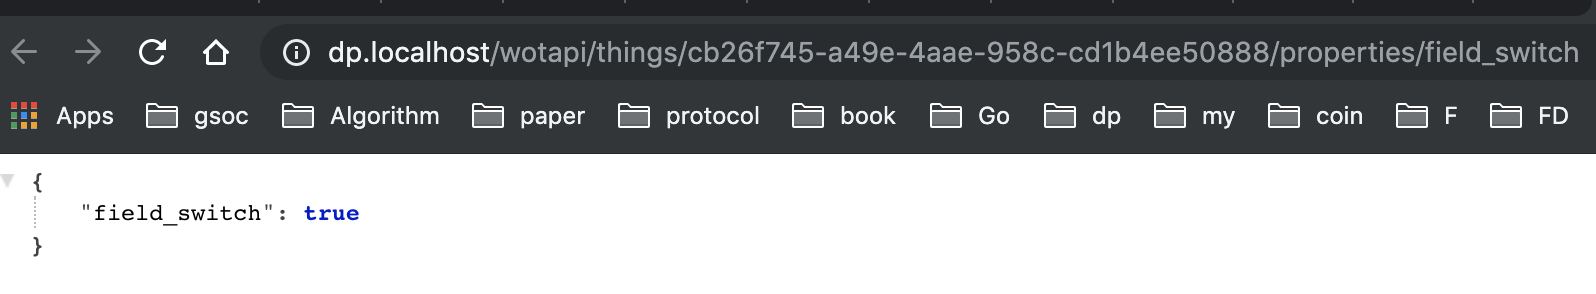 dp.localhost/wotapi/things/cb26f745-a49e-4aae-958c-cd1b4ee50888/properties/field_switch
Apps gsoc Algorithm paper protocol book Go dp my coin F FD
{
"field_switch": true
}